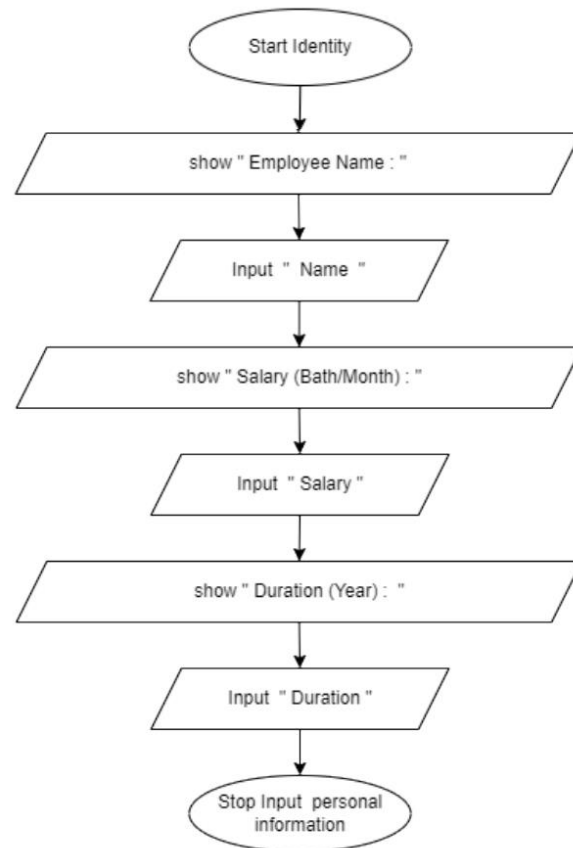 Start Identity
show " Employee Name : "
Input " Name "
show " Salary (Bath/Month) : "
Input " Salary "
show " Duration (Year) : "
Input " Duration "
Stop Input personal
information